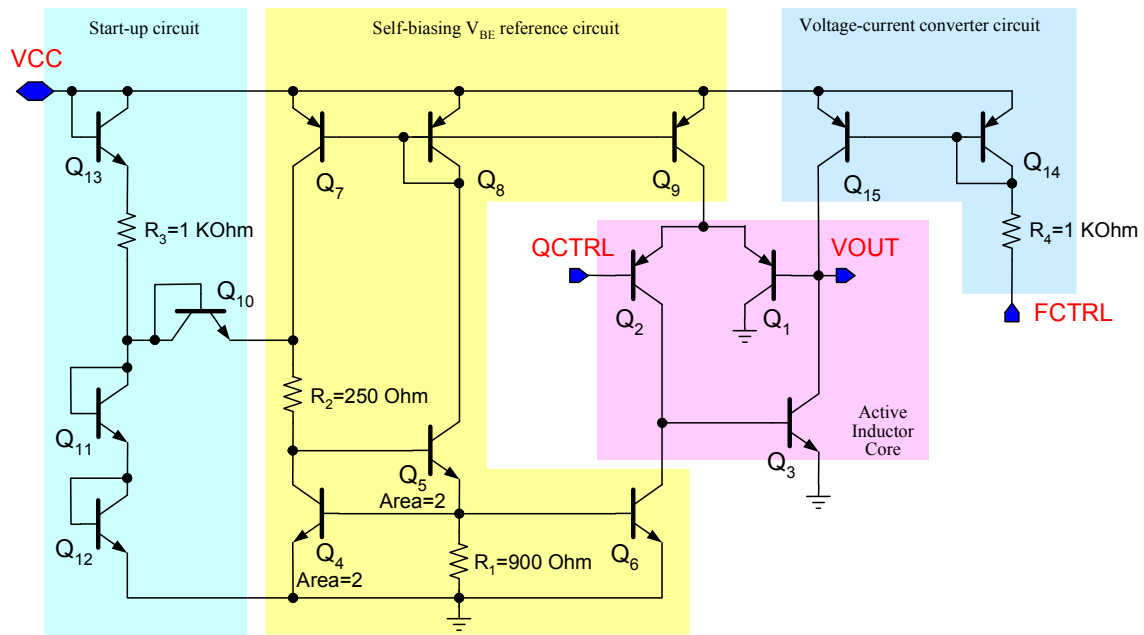 Start-up circuit
Self-biasing VBE reference circuit
Voltage-current converter circuit
VCC
Q13
Q7
Q8
Q9
Q15
Q14
R3=1 KOhm
R4=1 KOhm
QCTRL
VOUT
Q10
Q2
Q1
FCTRL
R2=250 Ohm
Active
Inductor
Core
Q11
Q3
Q5
Area=2
Q12
Q4
Area=2
R1=900 Ohm
Q6